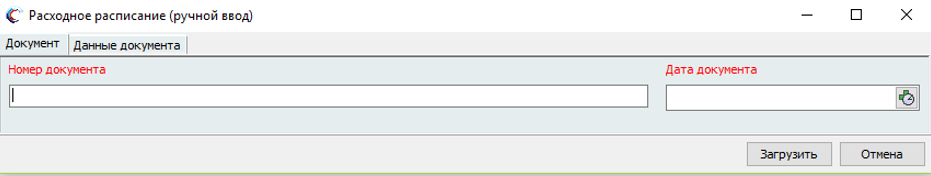 Расходное расписание (ручной ввод)
Документ Данные документа
Номер документа Дата документа
Загрузить Отмена